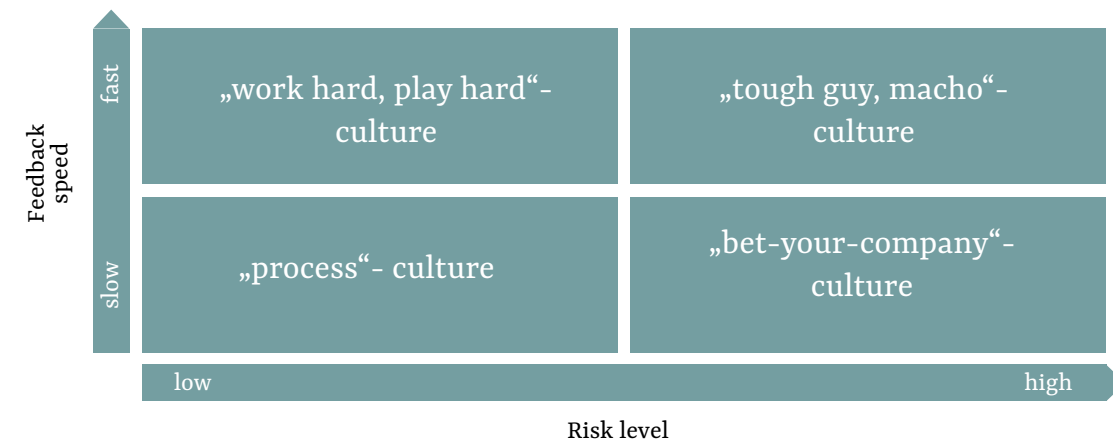 fast
„work hard, play hard“-
culture
„tough guy, macho“-
culture
Feedback
speed
slow
„process“- culture
„bet-your-company“-
culture
low
high
Risk level